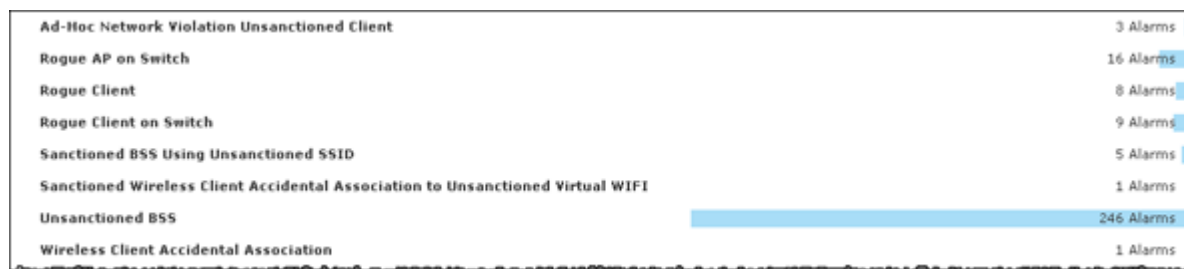 Ad-Hoc Network Violation Unsanctioned Client 3 Alarms
Rogue AP on Switch 16 Alarms
Rogue Client 8 Alarms
Rogue Client on Switch 9 Alarms
Sanctioned BSS Using Unsanctioned SSID 5 Alarms
Sanctioned Wireless Client Accidental Association to Unsanctioned Virtual WIFI 1 Alarms
Unsanctioned BSS 246 Alarms
Wireless Client Accidental Association 1 Alarms